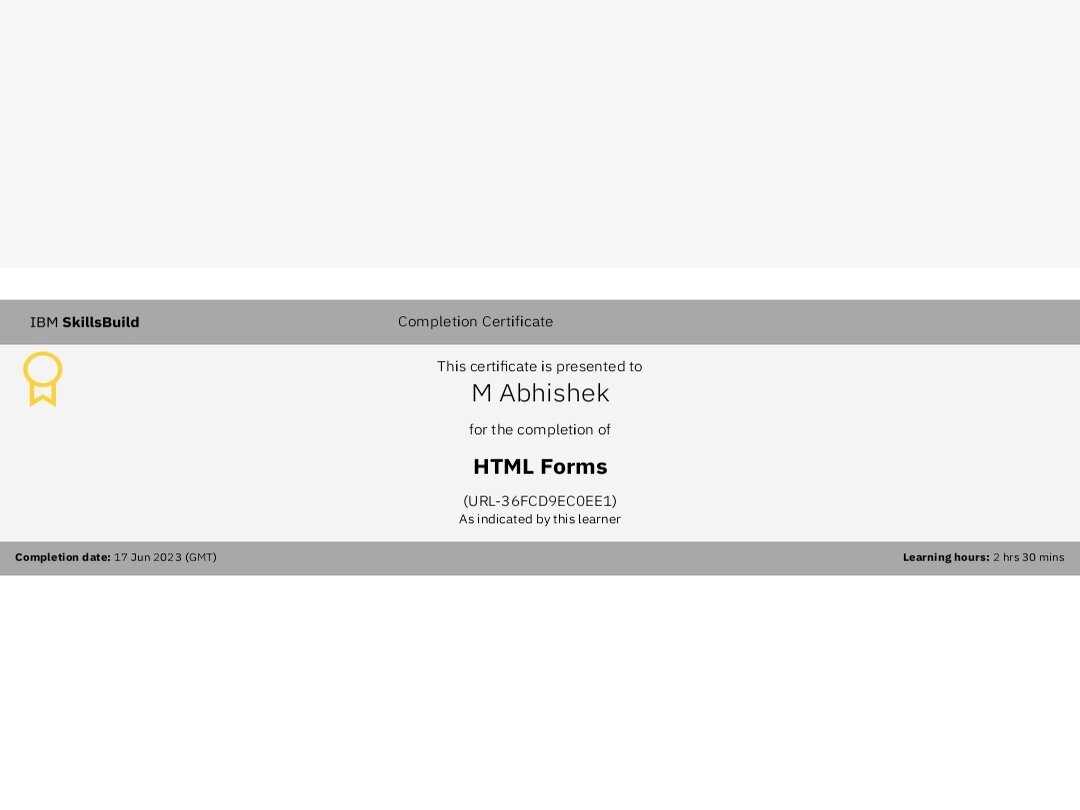 IBM SkillsBuild
Completion Certificate
This certificate is presented to
M Abhishek
for the completion of
HTML Forms
(URL-36FCD9EC0EE1)
As indicated by this learner
Completion date: 17 Jun 2023 (GMT)
Learning hours: 2 hrs 30 mins